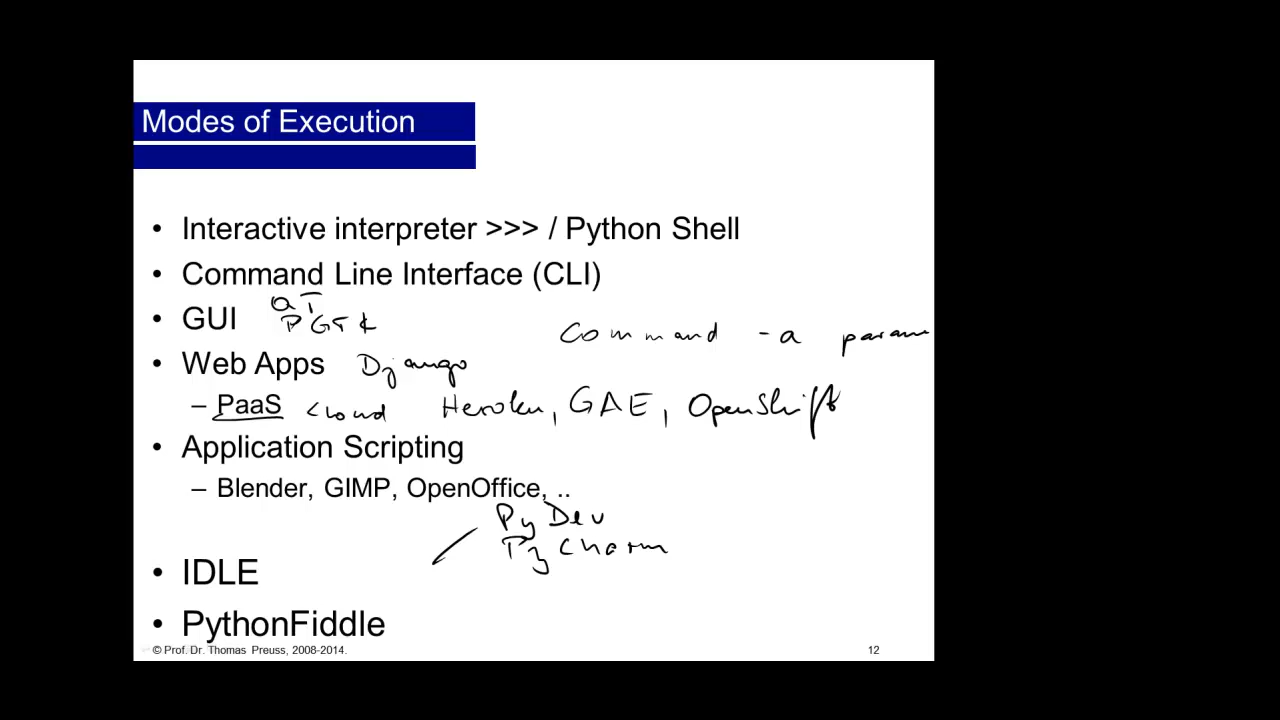 Modes of Execution
• Interactive interpreter >>> / Python Shell
• Command Line Interface (CLI)
QT
• GUI PGTk
Command -a param
• Web Apps Django
– PaaS Cloud Heroku, GAE, OpenShift
• Application Scripting
– Blender, GIMP, OpenOffice, ..
PyDev
PyCharm
• IDLE
• PythonFiddle
© Prof. Dr. Thomas Preuss, 2008-2014.
12